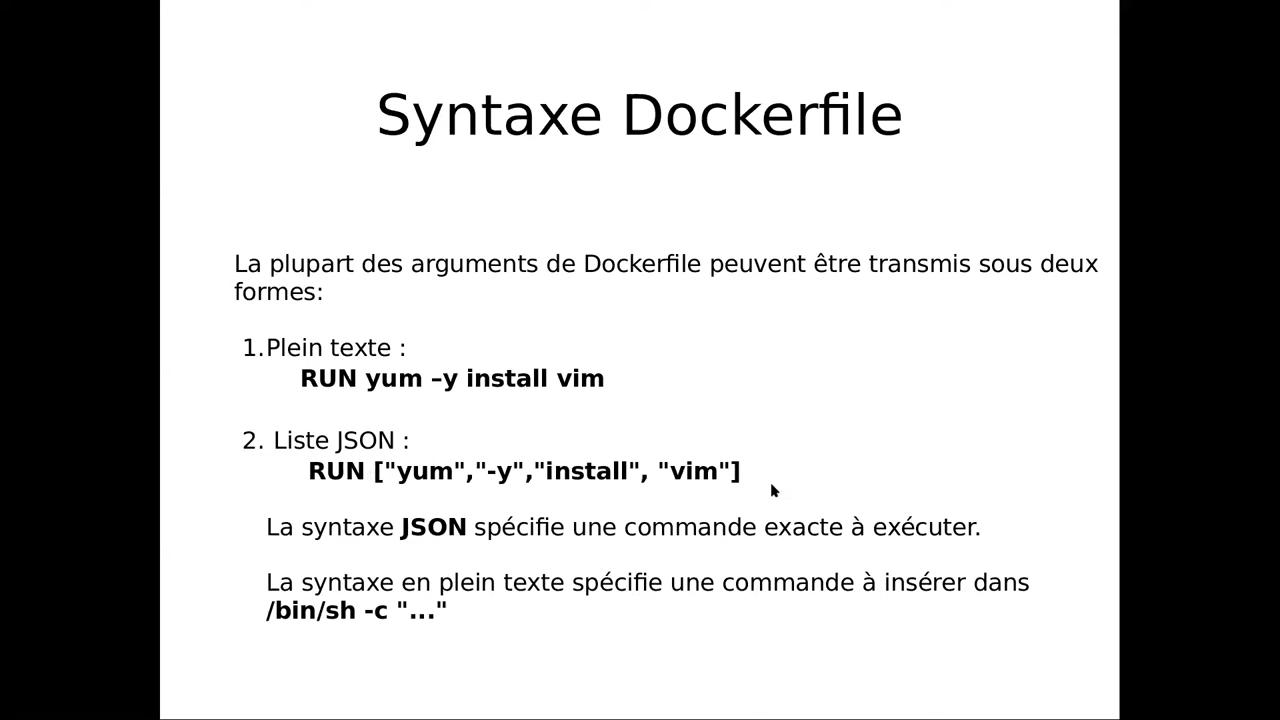 Syntaxe Dockerfile
La plupart des arguments de Dockerfile peuvent être transmis sous deux
formes:
1.Plein texte :
RUN yum –y install vim
2. Liste JSON :
RUN ["yum","-y","install", "vim"]
La syntaxe JSON spécifie une commande exacte à exécuter.
La syntaxe en plein texte spécifie une commande à insérer dans
/bin/sh -c "..."